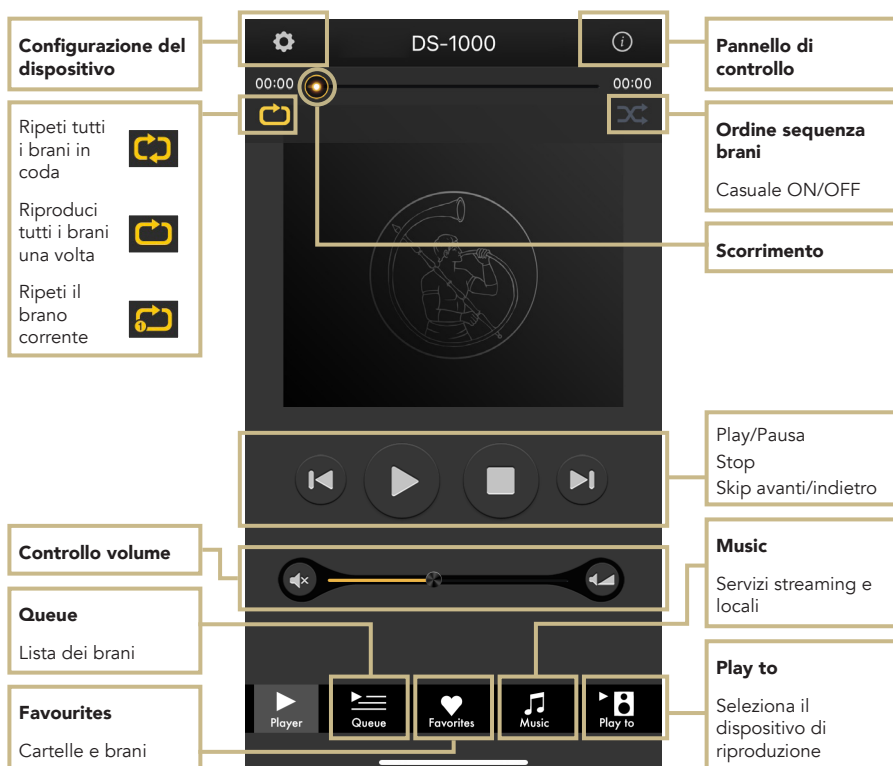 Configurazione del
dispositivo
DS-1000
Pannello di
controllo
00:00
00:00
Ripeti tutti
i brani in
coda
Riproduci
tutti i brani
una volta
Ripeti il
brano
corrente
1
Ordine sequenza
brani
Casuale ON/OFF
Scorrimento
Play/Pausa
Stop
Skip avanti/indietro
Controllo volume
Music
Servizi streaming e
locali
Queue
Lista dei brani
Play to
Seleziona il
dispositivo di
riproduzione
Favourites
Cartelle e brani
Player
Queue
Favorites
Music
Play to